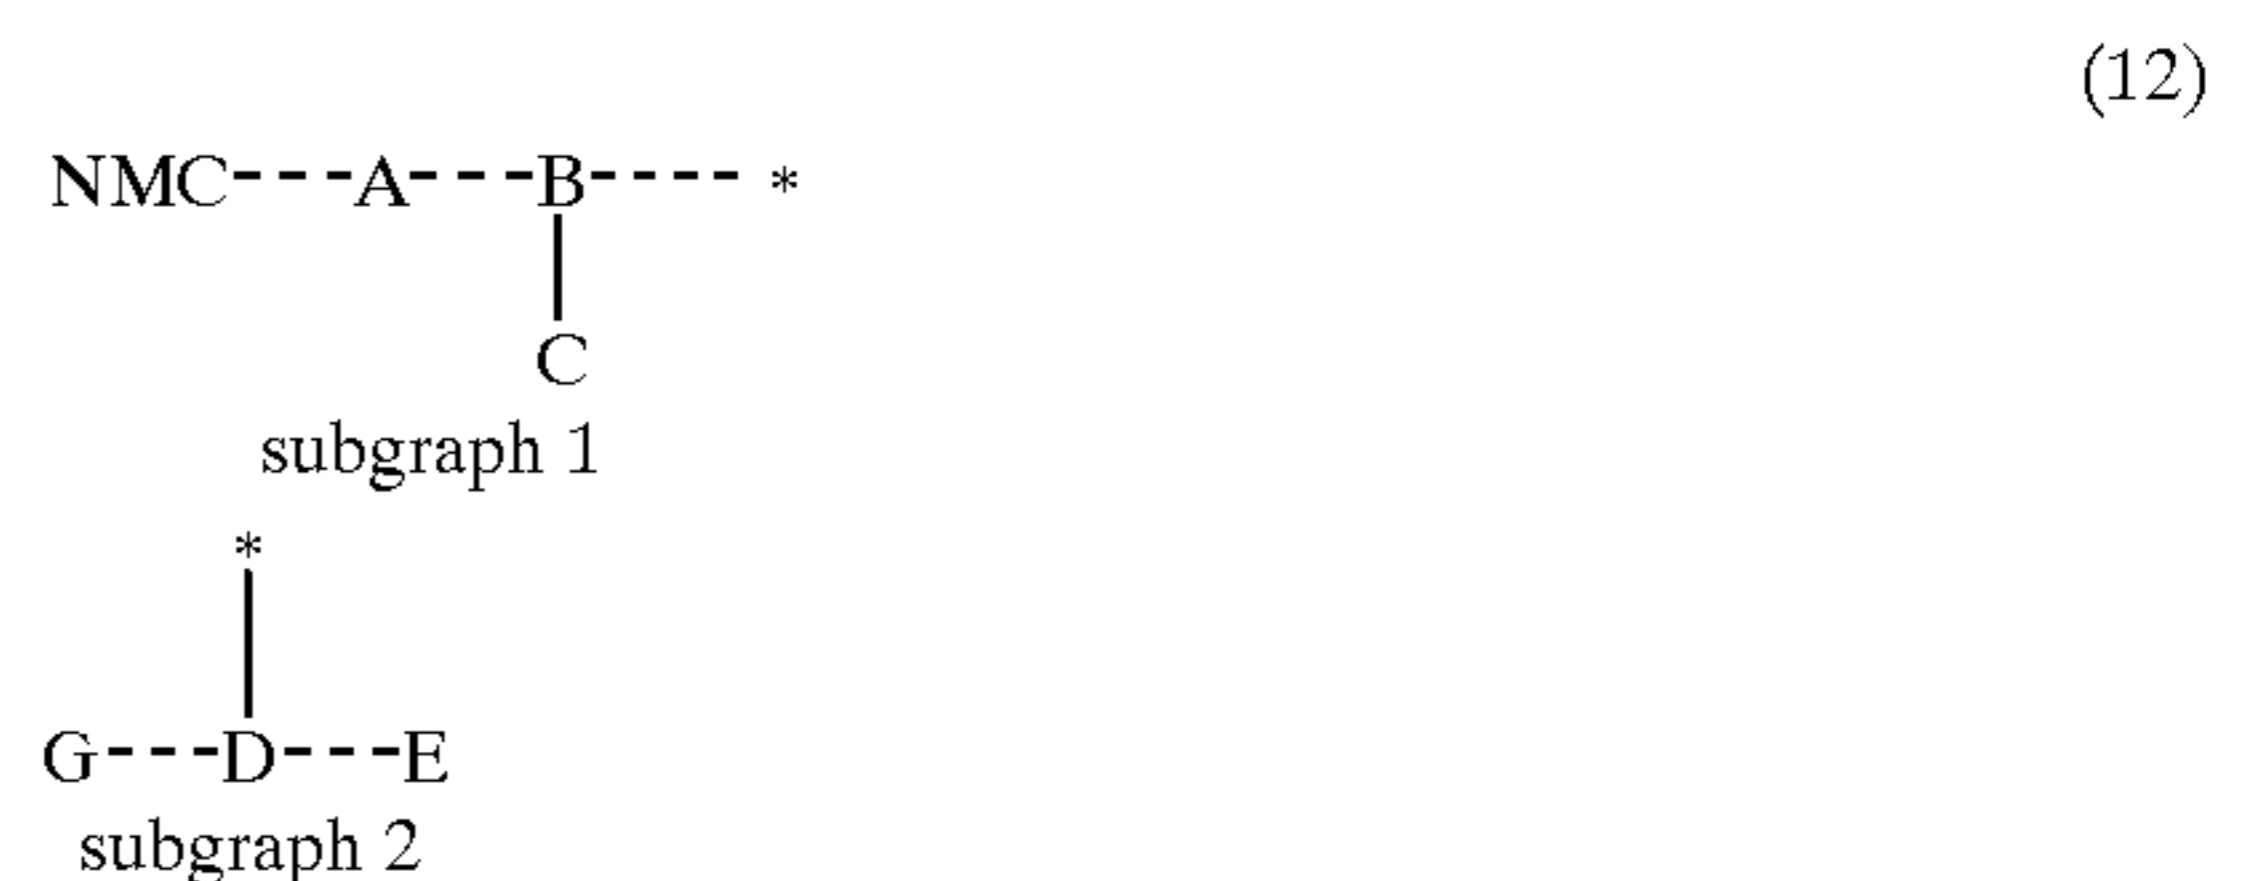 (12)
NMC---A---B---- *
C
subgraph 1
*
G---D---E
subgraph 2